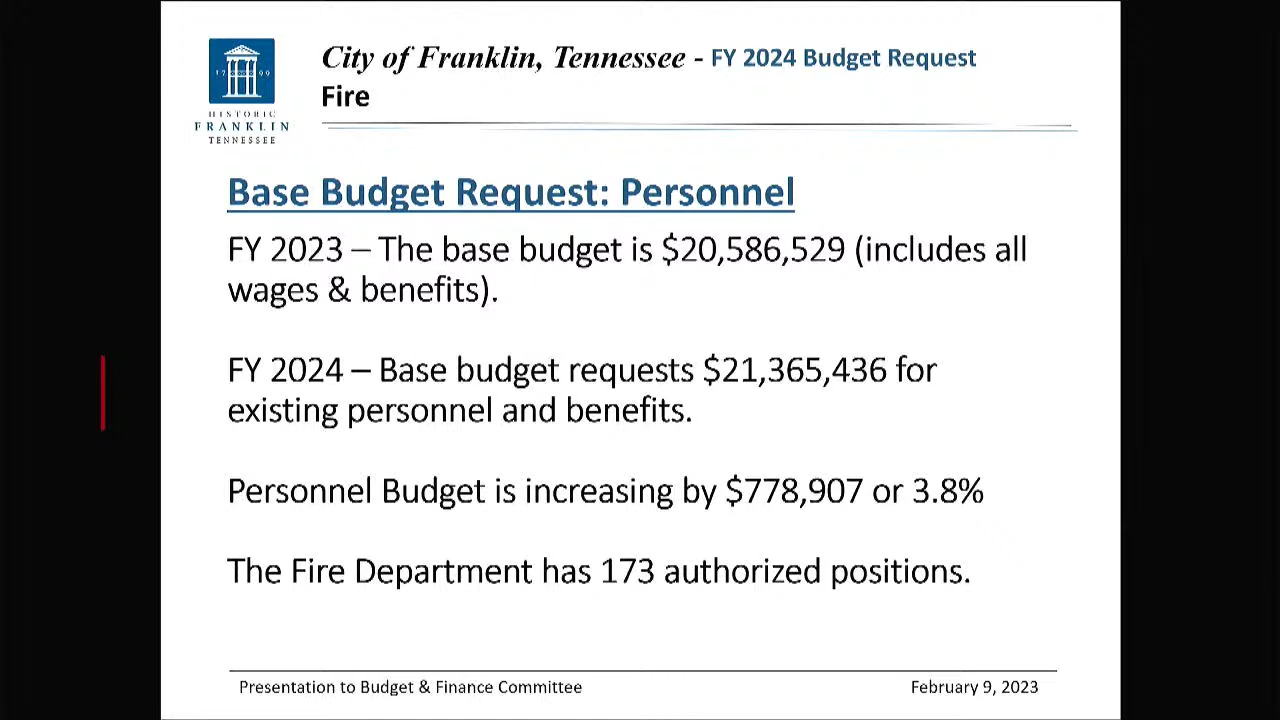 City of Franklin, Tennessee - FY 2024 Budget Request
Fire
1799
HISTORIC
FRANKLIN
TENNESSEE
Base Budget Request: Personnel
FY 2023 – The base budget is $20,586,529 (includes all
wages & benefits).
FY 2024 – Base budget requests $21,365,436 for
existing personnel and benefits.
Personnel Budget is increasing by $778,907 or 3.8%
The Fire Department has 173 authorized positions.
Presentation to Budget & Finance Committee
February 9, 2023